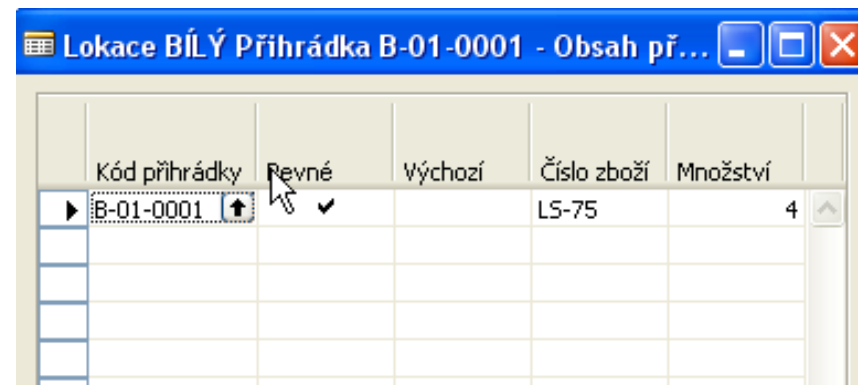 Lokace BÍLÝ Přihrádka B-01-0001 - Obsah př...
Kód přihrádky Pevné Výchozí Číslo zboží Množství
B-01-0001 LS-75 4